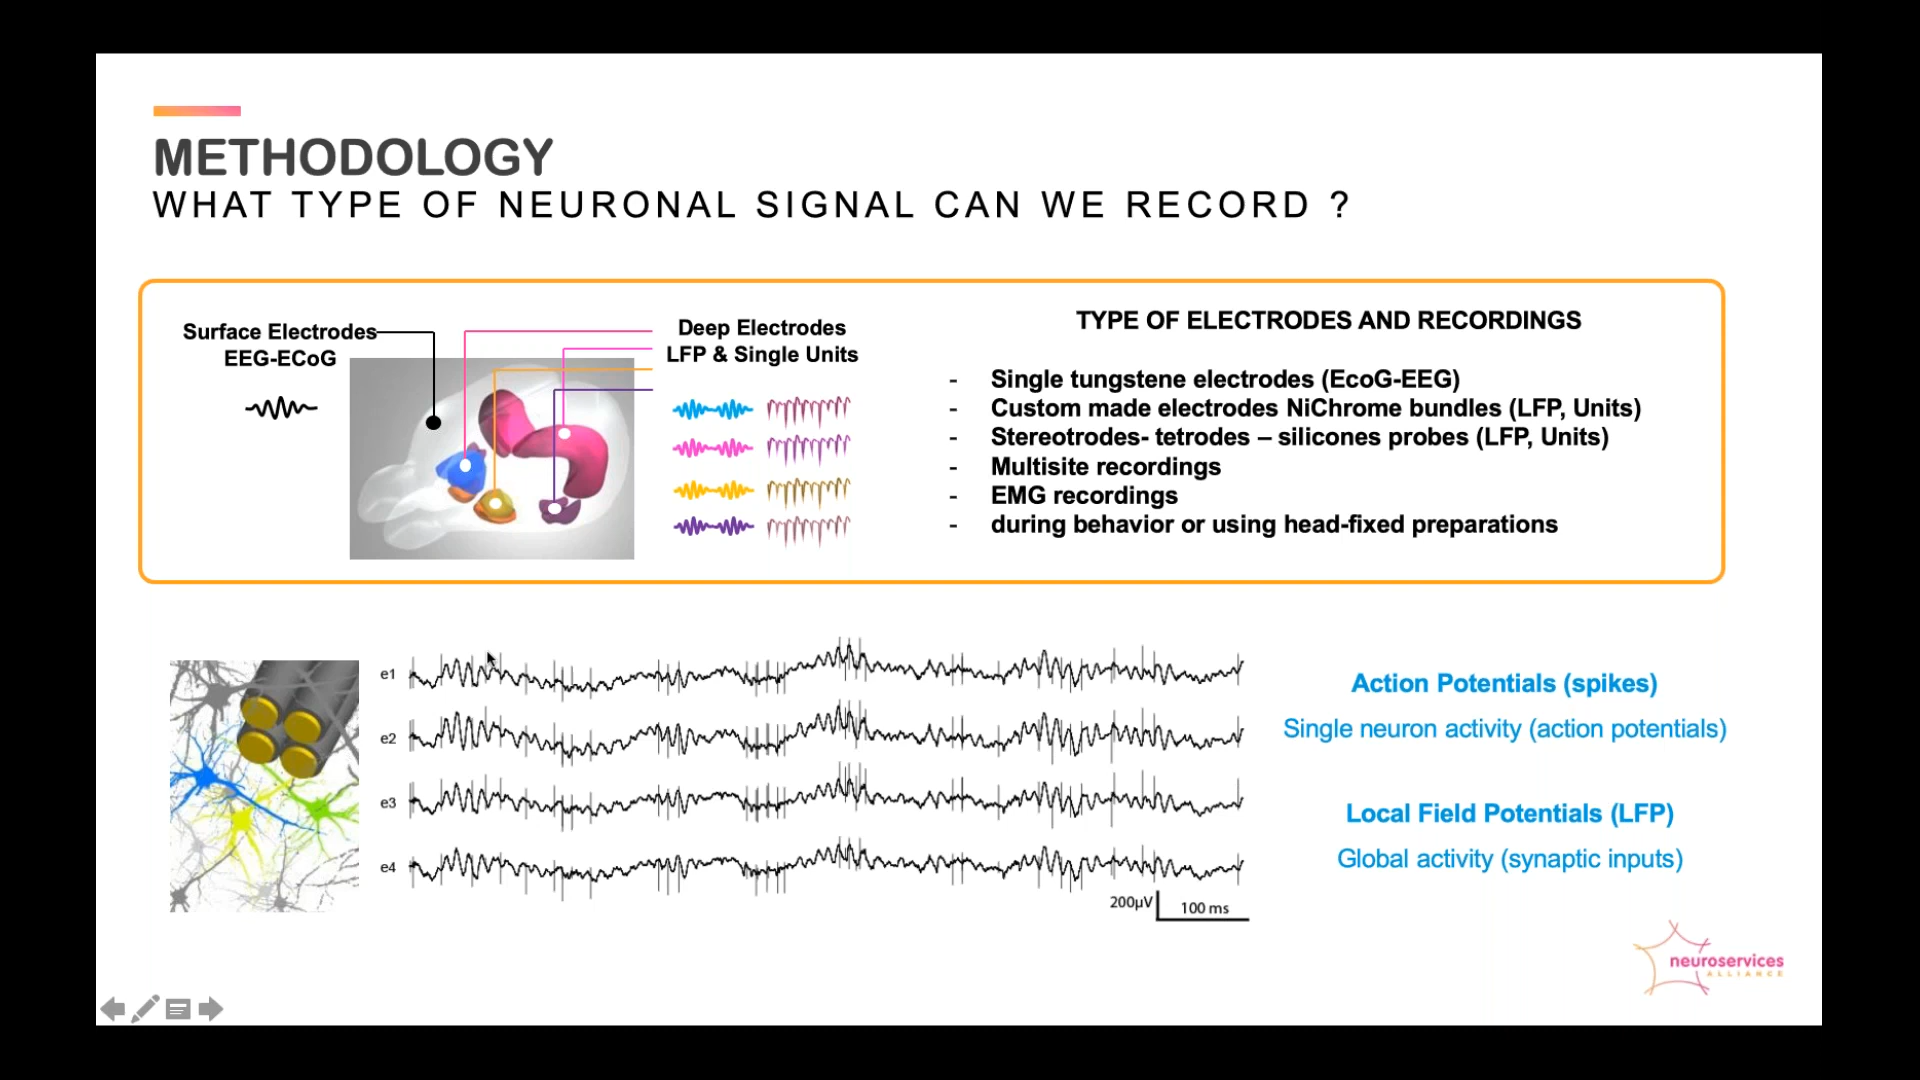 METHODOLOGY
WHAT TYPE OF NEURONAL SIGNAL CAN WE RECORD ?
Surface Electrodes
EEG-ECoG
Deep Electrodes
LFP & Single Units
TYPE OF ELECTRODES AND RECORDINGS
- Single tungstene electrodes (EcoG-EEG)
- Custom made electrodes NiChrome bundles (LFP, Units)
- Stereotrodes- tetrodes – silicones probes (LFP, Units)
- Multisite recordings
- EMG recordings
- during behavior or using head-fixed preparations
e1
e2
e3
e4
200µV
100 ms
Action Potentials (spikes)
Single neuron activity (action potentials)
Local Field Potentials (LFP)
Global activity (synaptic inputs)
neuroservices
ALLIANCE